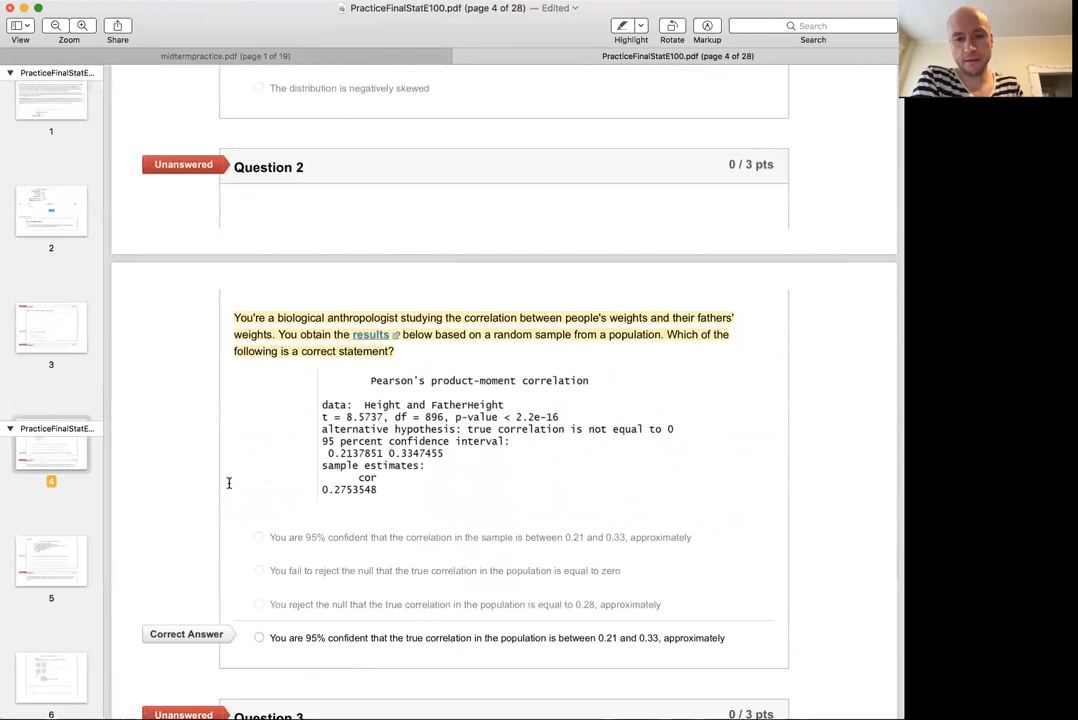 PracticeFinalStatE100.pdf (page 4 of 28) — Edited
View
Zoom
Share
Highlight
Rotate
Markup
Search
Search
midtermpractice.pdf (page 1 of 19)
PracticeFinalStatE100.pdf (page 4 of 28)
PracticeFinalStatE...
1
2
3
PracticeFinalStatE...
4
5
6
The distribution is negatively skewed
Unanswered
Question 2
0 / 3 pts
You're a biological anthropologist studying the correlation between people's weights and their fathers'
weights. You obtain the results below based on a random sample from a population. Which of the
following is a correct statement?
Pearson's product-moment correlation
data: Height and FatherHeight
t = 8.5737, df = 896, p-value < 2.2e-16
alternative hypothesis: true correlation is not equal to 0
95 percent confidence interval:
0.2137851 0.3347455
sample estimates:
cor
0.2753548
You are 95% confident that the correlation in the sample is between 0.21 and 0.33, approximately
You fail to reject the null that the true correlation in the population is equal to zero
You reject the null that the true correlation in the population is equal to 0.28, approximately
Correct Answer
You are 95% confident that the true correlation in the population is between 0.21 and 0.33, approximately
Unanswered
Question 3
0 / 3 pts